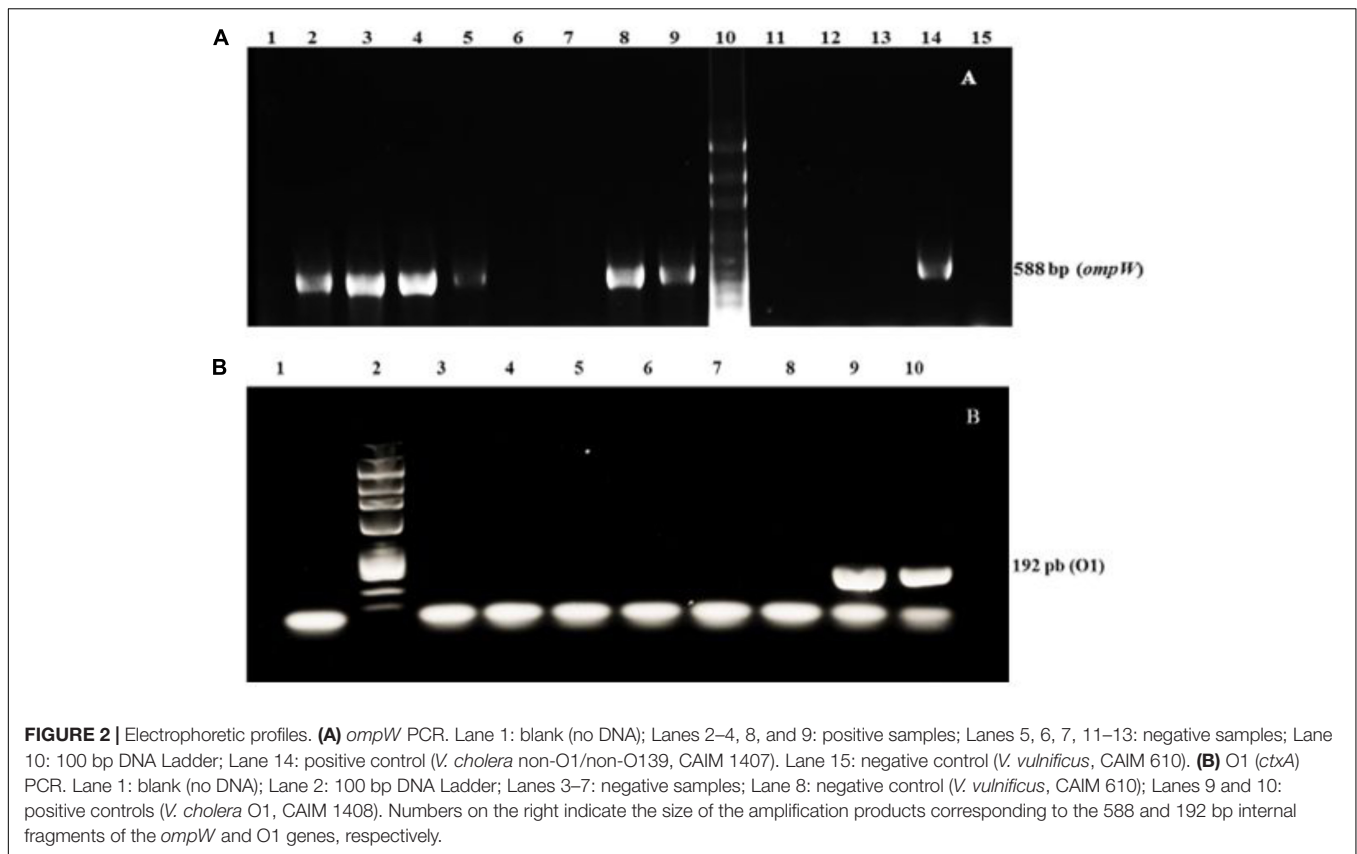 A 1 2 3 4 5 6 7 8 9 10 11 12 13 14 15
A
588 bp (ompW)
B 1 2 3 4 5 6 7 8 9 10
B
192 pb (O1)
FIGURE 2 | Electrophoretic profiles. (A) ompW PCR. Lane 1: blank (no DNA); Lanes 2–4, 8, and 9: positive samples; Lanes 5, 6, 7, 11–13: negative samples; Lane
10: 100 bp DNA Ladder; Lane 14: positive control (V. cholera non-O1/non-O139, CAIM 1407). Lane 15: negative control (V. vulnificus, CAIM 610). (B) O1 (ctxA)
PCR. Lane 1: blank (no DNA); Lane 2: 100 bp DNA Ladder; Lanes 3–7: negative samples; Lane 8: negative control (V. vulnificus, CAIM 610); Lanes 9 and 10:
positive controls (V. cholera O1, CAIM 1408). Numbers on the right indicate the size of the amplification products corresponding to the 588 and 192 bp internal
fragments of the ompW and O1 genes, respectively.